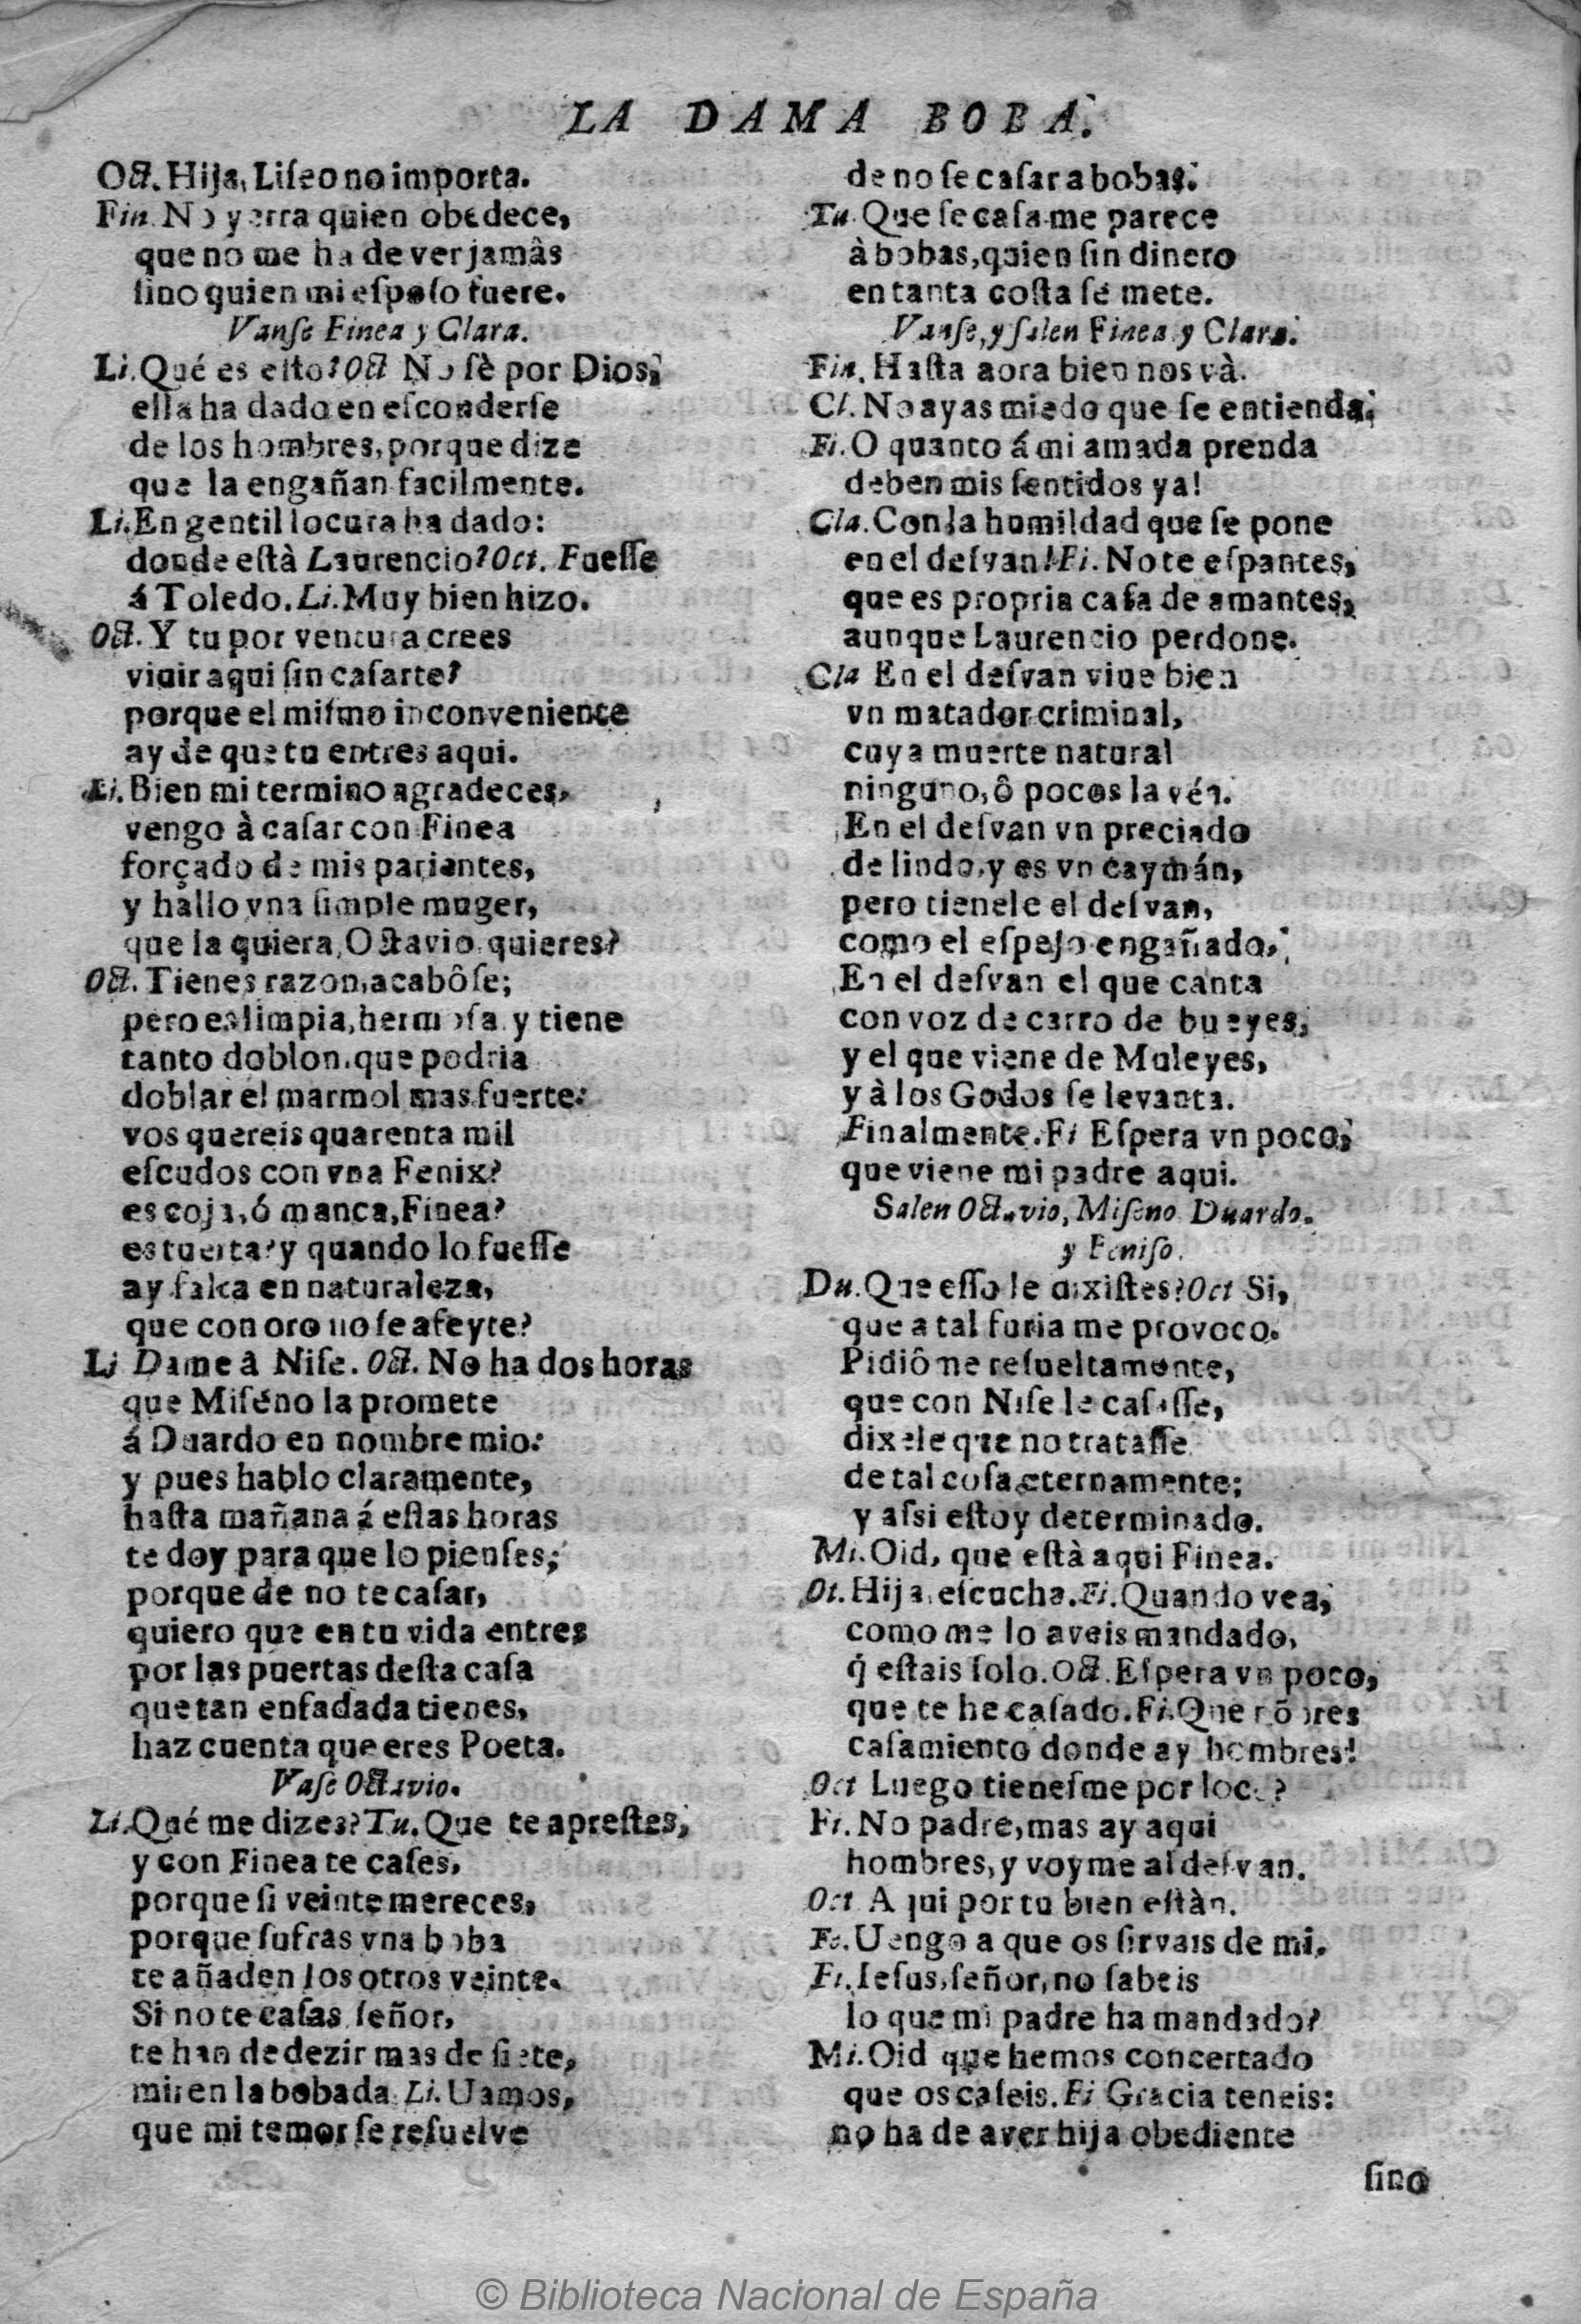 LA DAMA BOBA.
Oct. Hija, Liseo no importa.
Fin. No yerra quien obedece,
que no me ha de ver jamâs
sino quien mi esposo fuere.
Vanse Finea y Clara.
Li. Qué es esto? Oct No sè por Dios;
ella ha dado en esconderse
de los hombres, porque dize
que la engañan facilmente.
Li. En gentil locura ha dado:
donde està Laurencio? Oct. Fuesse
á Toledo. Li. Muy bien hizo.
Oct. Y tu por ventura crees
viuir aqui sin casarte?
porque el mismo inconveniente
ay de que tu entres aqui.
Li. Bien mi termino agradeces,
vengo à casar con Finea
forçado de mis parientes,
y hallo vna simple muger,
que la quiera, Octavio, quieres?
Oct. Tienes razon, acabôse;
pero es limpia, hermosa, y tiene
tanto doblon, que podria
doblar el marmol mas fuerte:
vos quereis quarenta mil
escudos con vna Fenix?
es coja, ó manca, Finea?
es tuerta? y quando lo fuesse
ay falta en naturaleza,
que con oro no se afeyte?
Li Dame â Nise. Oct. No ha dos horas
que Miséno la promete
á Duardo en nombre mio:
y pues hablo claramente,
hasta mañana á estas horas
te doy para que lo pienses;
porque de no te casar,
quiero que en tu vida entres
por las puertas desta casa
que tan enfadada tienes,
haz cuenta que eres Poeta.
Vase Octavio.
Li. Qué me dizes? Tu. Que te aprestes,
y con Finea te cases,
porque si veinte mereces,
porque sufras vna boba
te añaden los otros veinte.
Si no te casas, señor,
te han de dezir mas de siete,
miren la bobada. Li. Uamos,
que mi temor se resuelve
de no se casar a bobas.
Tu. Que se casa me parece
à bobas, quien sin dinero
en tanta costa se mete.
Vanse, y salen Finea y Clara.
Fin. Hasta aora bien nos và.
Cl. No ayas miedo que se entienda.
Fi. O quanto á mi amada prenda
deben mis sentidos ya!
Cla. Con la humildad que se pone
en el desvan! Fi. No te espantes,
que es propria casa de amantes,
aunque Laurencio perdone.
Cla En el desvan viue bien
vn matador criminal,
cuya muerte natural
ninguno, ô pocos la vén.
En el desvan vn preciado
de lindo, y es vn caymán,
pero tienele el desvan,
como el espejo engañado,
En el desvan el que canta
con voz de carro de bueyes,
y el que viene de Muleyes,
y à los Godos se levanta.
Finalmente. Fi Espera vn poco,
que viene mi padre aqui.
Salen Octavio, Miseno, Duardo,
y Feniso.
Du. Que esso le dixistes? Oct Si,
que a tal furia me provoco.
Pidiôme resueltamente,
que con Nise le casasse,
dixele que no tratasse
de tal cosa eternamente;
y assi estoy determinado.
Mi. Oid, que està aqui Finea.
Ot. Hija, escucha. Fi. Quando vea,
como me lo aveis mandado,
q̃ estais solo. Oct. Espera vn poco,
que te he casado. Fi. Que nõbres
casamiento donde ay hombres!
Oct Luego tienesme por loco?
Fi. No padre, mas ay aqui
hombres, y voyme al desvan.
Oct Aqui por tu bien estàn.
Fe. Uengo a que os sirvais de mi.
Fi. Iesus, señor, no sabeis
lo que mi padre ha mandado?
Mi. Oid que hemos concertado
que os caseis. Fi Gracia teneis:
no ha de aver hija obediente
sino
© Biblioteca Nacional de España